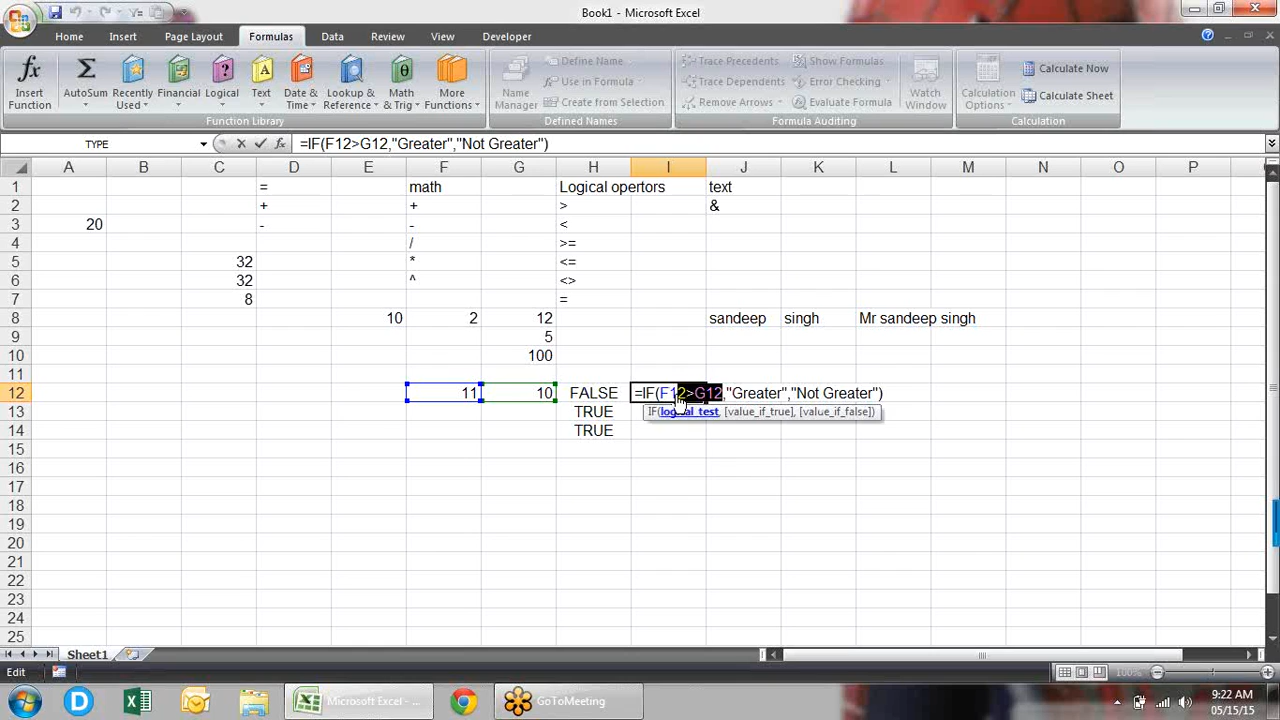 Book1 - Microsoft Excel
Home Insert Page Layout Formulas Data Review View Developer
Insert Function
AutoSum
Recently Used
Financial
Logical
Text
Date & Time
Lookup & Reference
Math & Trig
More Functions
Function Library
Name Manager
Define Name
Use in Formula
Create from Selection
Defined Names
Trace Precedents
Trace Dependents
Remove Arrows
Show Formulas
Error Checking
Evaluate Formula
Watch Window
Formula Auditing
Calculation Options
Calculate Now
Calculate Sheet
Calculation
TYPE =IF(F12>G12,"Greater","Not Greater")
A B C D E F G H I J K L M N O P
1 = math Logical opertors text
2 + + > &
3 20 - - <
4 / >=
5 32 * <=
6 32 ^ <>
7 8 =
8 10 2 12 sandeep singh Mr sandeep singh
9 5
10 100
11
12 11 10 FALSE =IF(F12>G12,"Greater","Not Greater")
13 TRUE IF(logical_test, [value_if_true], [value_if_false])
14 TRUE
15
16
17
18
19
20
21
22
23
24
25
Sheet1
Edit 100%
Microsoft Excel - ... GoToMeeting
9:22 AM
05/15/15